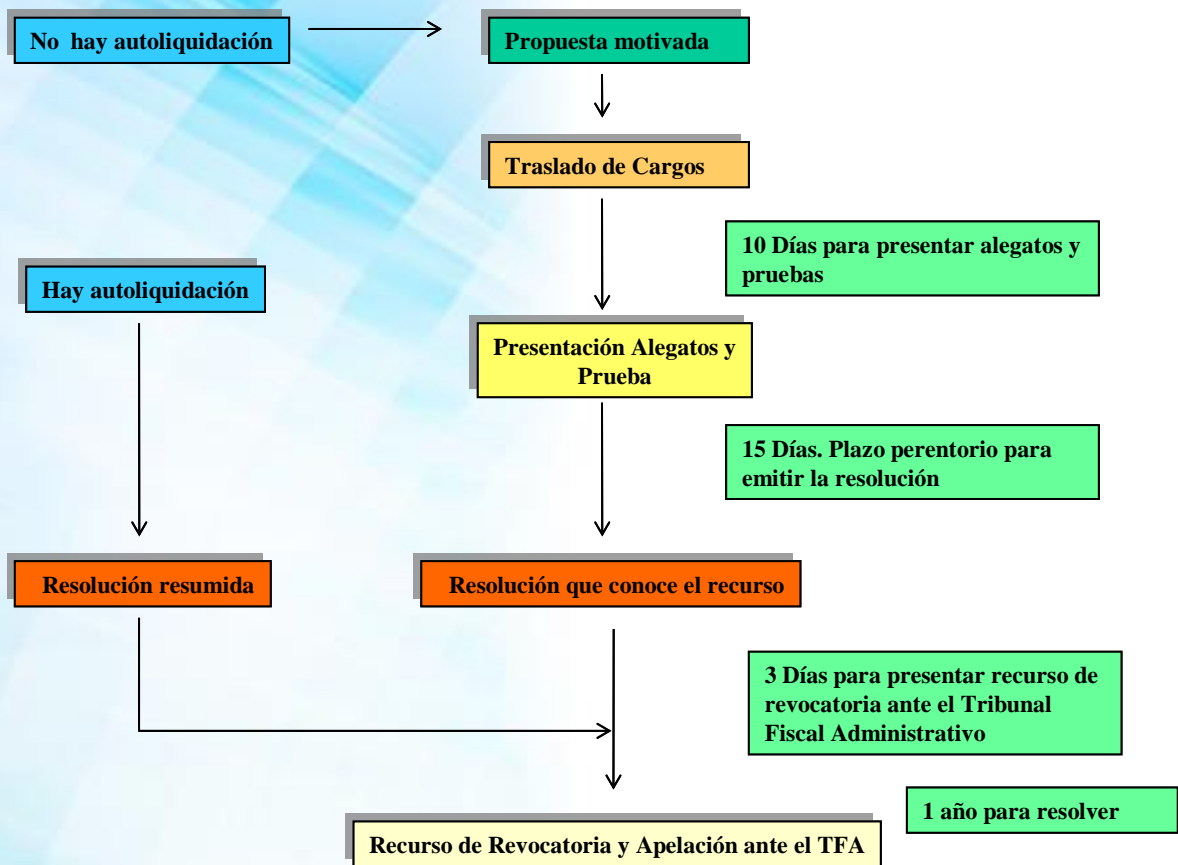 No hay autoliquidación
Propuesta motivada
Traslado de Cargos
10 Días para presentar alegatos y
pruebas
Hay autoliquidación
Presentación Alegatos y
Prueba
15 Días. Plazo perentorio para
emitir la resolución
Resolución resumida
Resolución que conoce el recurso
3 Días para presentar recurso de
revocatoria ante el Tribunal
Fiscal Administrativo
1 año para resolver
Recurso de Revocatoria y Apelación ante el TFA